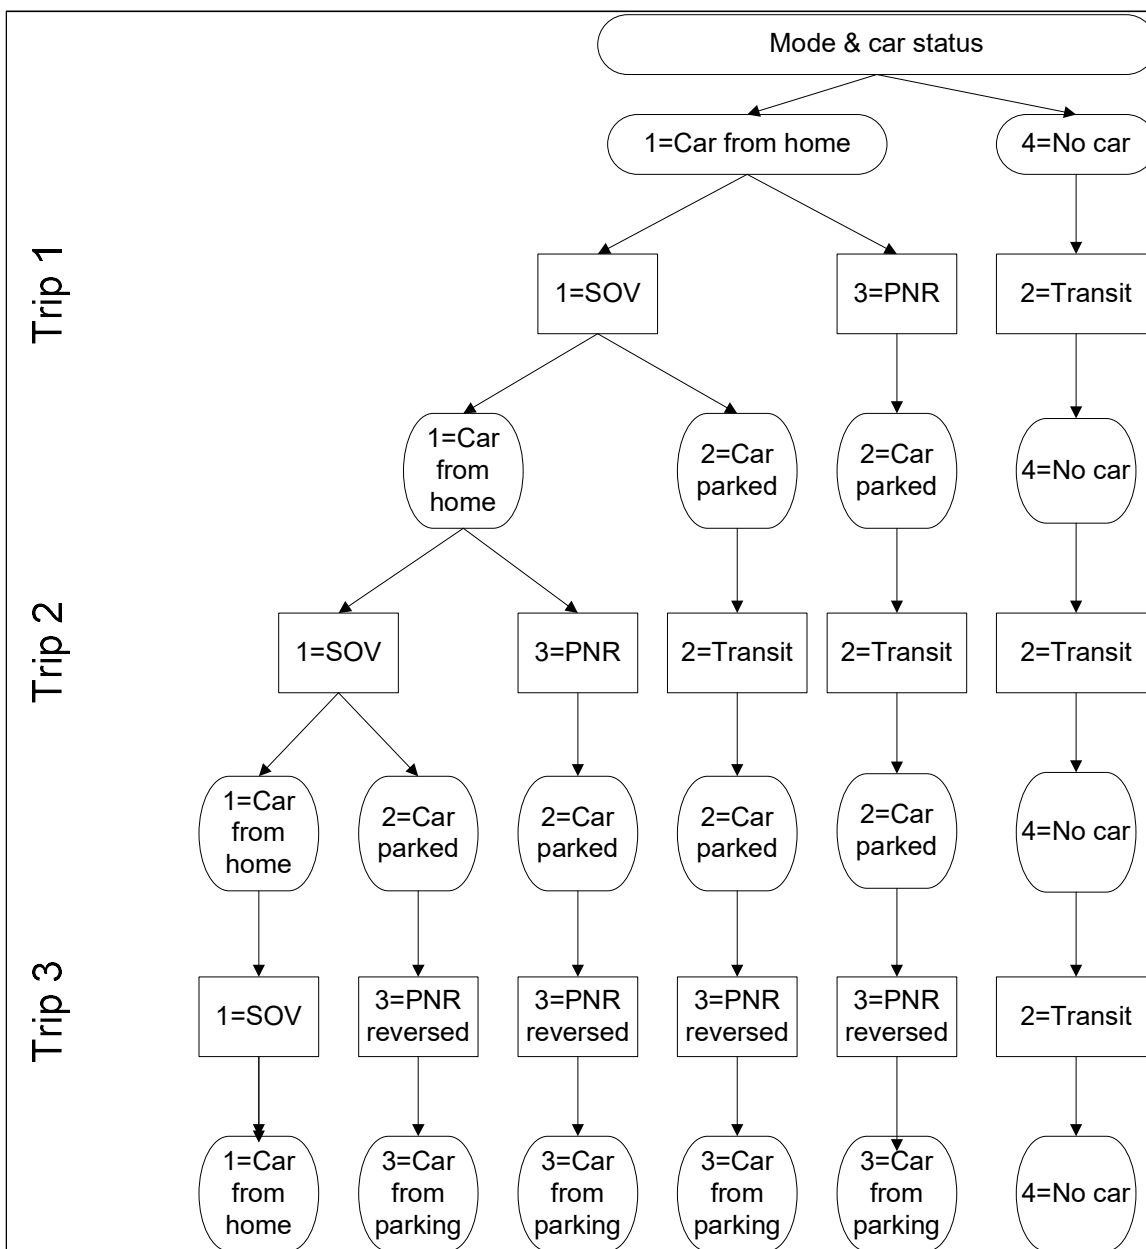 Mode & car status
1=Car from home
4=No car
Trip 1
1=SOV
3=PNR
2=Transit
1=Car
from
home
2=Car
parked
2=Car
parked
4=No car
Trip 2
1=SOV
3=PNR
2=Transit
2=Transit
2=Transit
1=Car
from
home
2=Car
parked
2=Car
parked
2=Car
parked
2=Car
parked
4=No car
Trip 3
1=SOV
3=PNR
reversed
3=PNR
reversed
3=PNR
reversed
3=PNR
reversed
2=Transit
1=Car
from
home
3=Car
from
parking
3=Car
from
parking
3=Car
from
parking
3=Car
from
parking
4=No car